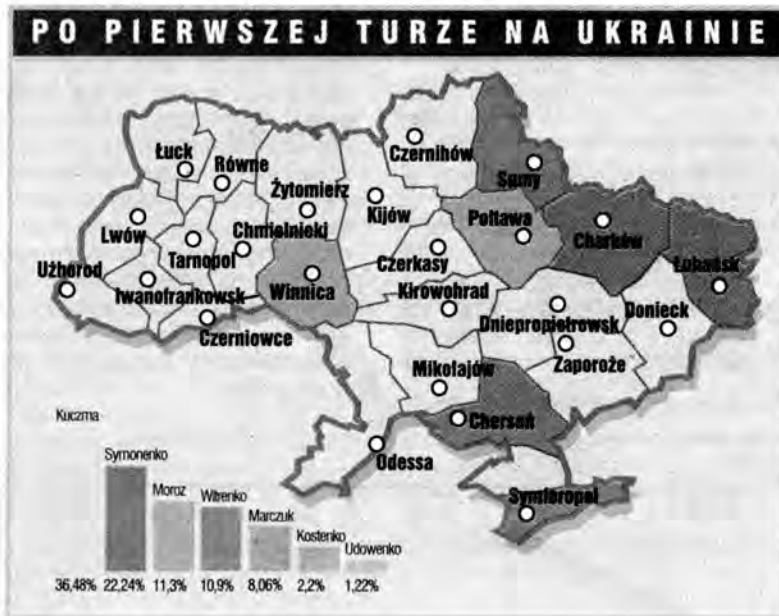 PO PIERWSZEJ TURZE NA UKRAINIE
Łuck
Równe
Żytomierz
Kijów
Czernihów
Sumy
Lwów
Tarnopol
Chmielnicki
Połtawa
Charków
Ługańsk
Użhorod
Iwanofrankowsk
Winnica
Czerkasy
Kirowohrad
Dniepropietrowsk
Donieck
Czerniowce
Zaporoże
Mikołajów
Chersoń
Odessa
Symferopol
Kuczma
Symonenko
Moroz
Witrenko
Marczuk
Kostenko
Udowenko
36,48% 22,24% 11,3% 10,9% 8,06% 2,2% 1,22%